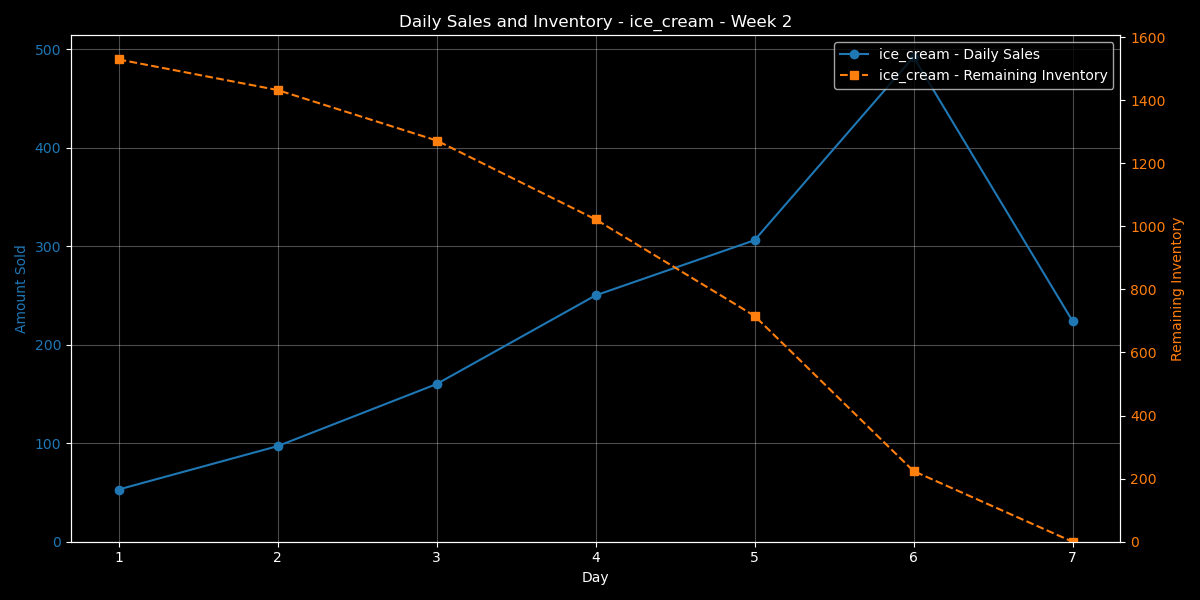 Daily Sales and Inventory - ice_cream - Week 2
ice_cream - Daily Sales
ice_cream - Remaining Inventory
Amount Sold
500
400
300
200
100
0
1600
1400
1200
1000
800
600
400
200
0
Remaining Inventory
1 2 3 4 5 6 7
Day